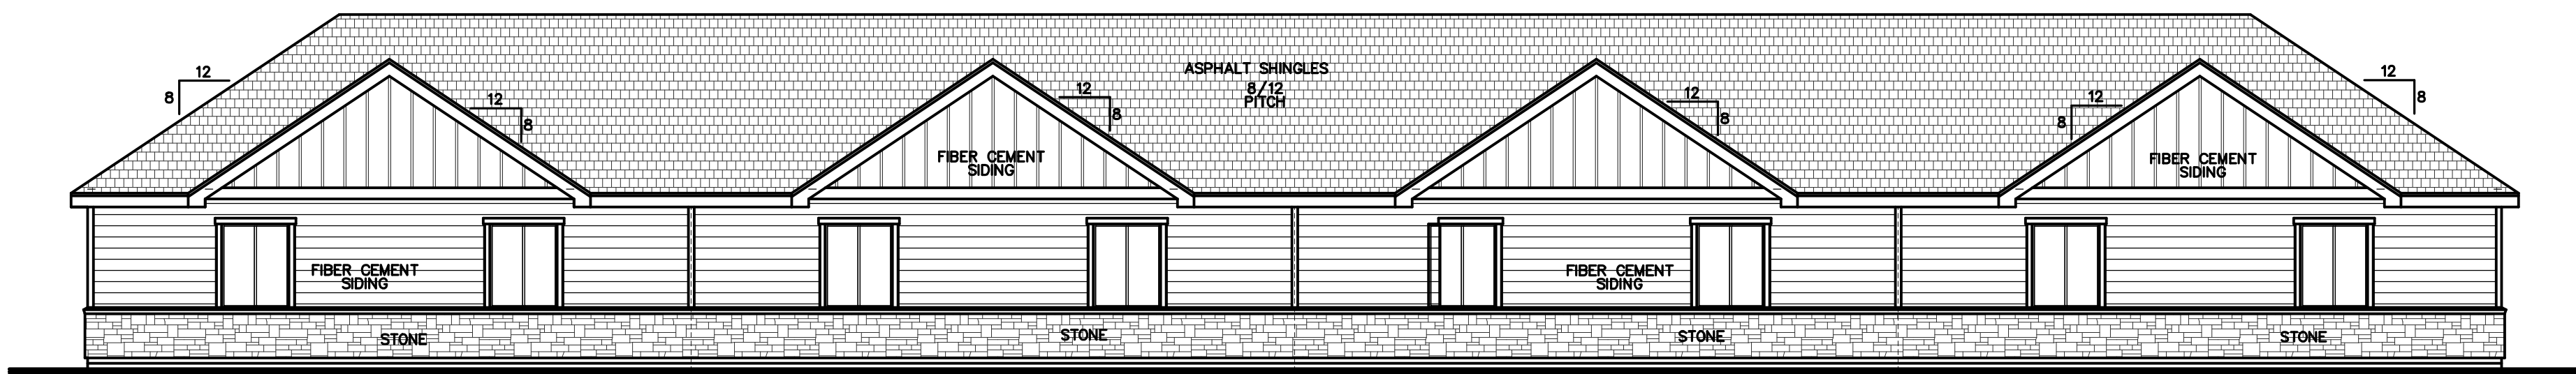 12
8
12
8
ASPHALT SHINGLES
8/12
PITCH
12
8
12
8
12
8
12
8
FIBER CEMENT
SIDING
FIBER CEMENT
SIDING
FIBER CEMENT
SIDING
FIBER CEMENT
SIDING
STONE
STONE
STONE
STONE